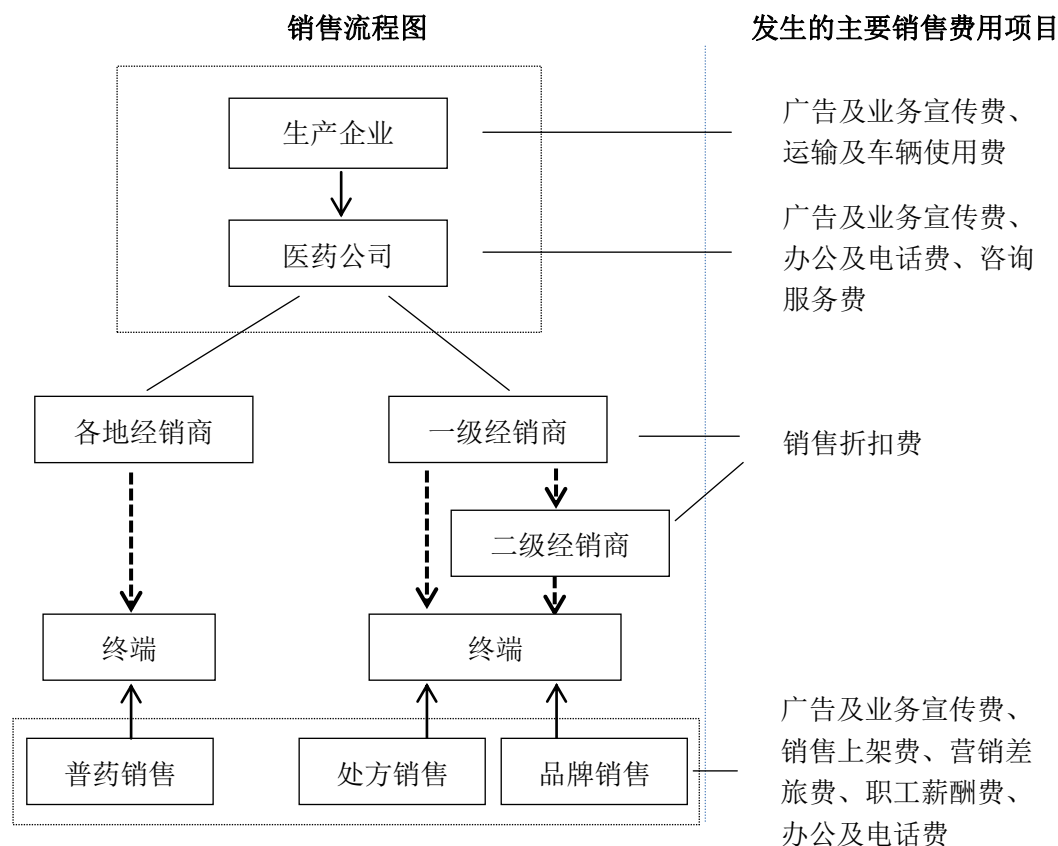 销售流程图
发生的主要销售费用项目
生产企业
广告及业务宣传费、
运输及车辆使用费
医药公司
广告及业务宣传费、
办公及电话费、咨询
服务费
各地经销商
一级经销商
销售折扣费
二级经销商
终端
终端
普药销售
处方销售
品牌销售
广告及业务宣传费、
销售上架费、营销差
旅费、职工薪酬费、
办公及电话费